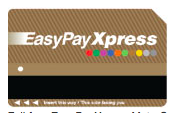 EasyPayXpress
Insert this way / This side facing you